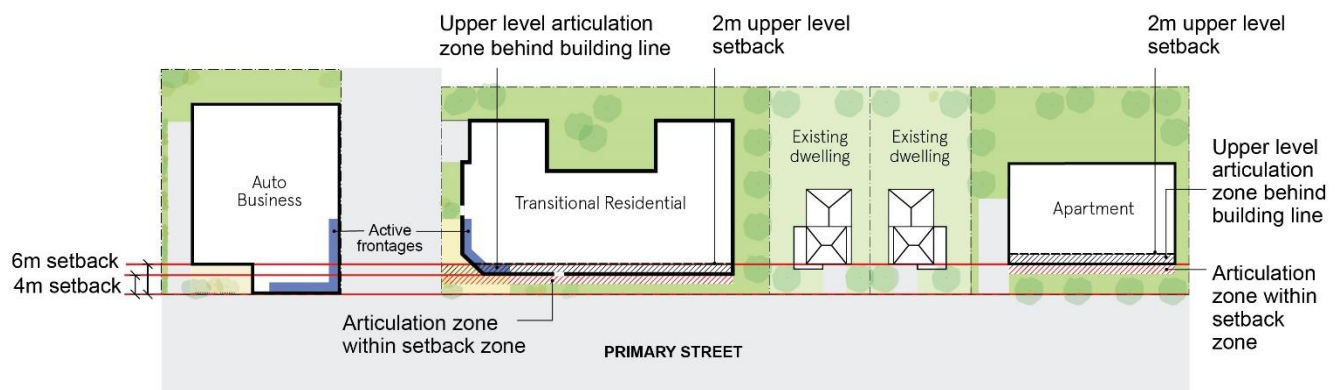 Upper level articulation
zone behind building line
2m upper level
setback
2m upper level
setback
Existing
dwelling
Existing
dwelling
Upper level
articulation
zone behind
building line
Auto
Business
Transitional Residential
Apartment
Active
frontages
6m setback
4m setback
Articulation
zone within
setback
zone
Articulation zone
within setback zone
PRIMARY STREET